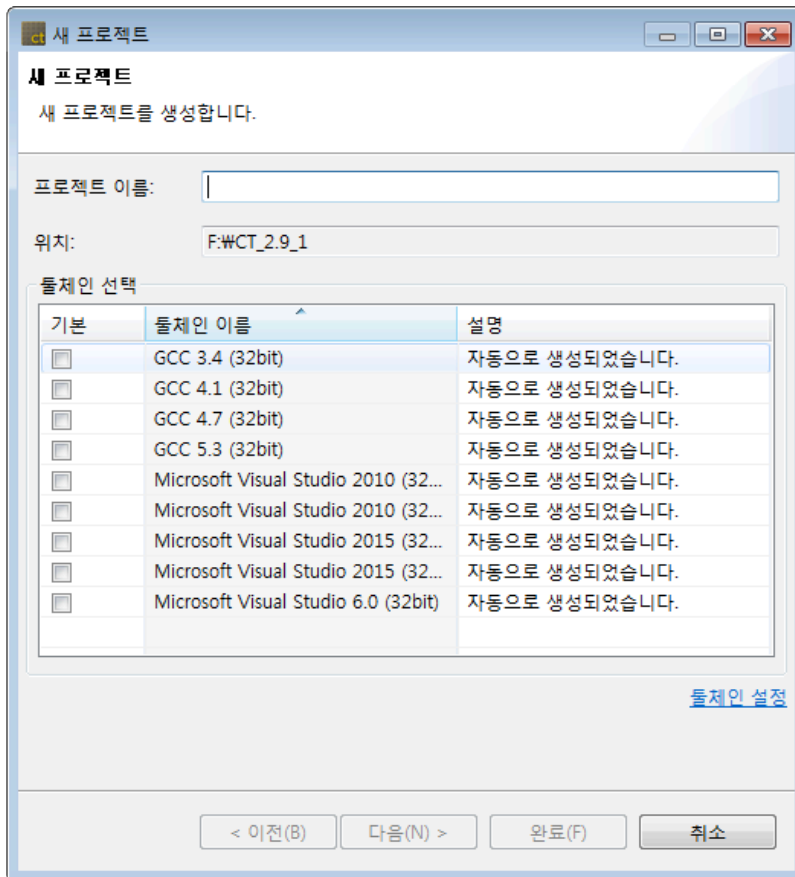 ct 새 프로젝트
새 프로젝트
새 프로젝트를 생성합니다.
프로젝트 이름:
위치: F:₩CT_2.9_1
툴체인 선택
기본 툴체인 이름 설명
GCC 3.4 (32bit) 자동으로 생성되었습니다.
GCC 4.1 (32bit) 자동으로 생성되었습니다.
GCC 4.7 (32bit) 자동으로 생성되었습니다.
GCC 5.3 (32bit) 자동으로 생성되었습니다.
Microsoft Visual Studio 2010 (32... 자동으로 생성되었습니다.
Microsoft Visual Studio 2010 (32... 자동으로 생성되었습니다.
Microsoft Visual Studio 2015 (32... 자동으로 생성되었습니다.
Microsoft Visual Studio 2015 (32... 자동으로 생성되었습니다.
Microsoft Visual Studio 6.0 (32bit) 자동으로 생성되었습니다.
툴체인 설정
< 이전(B) 다음(N) > 완료(F) 취소